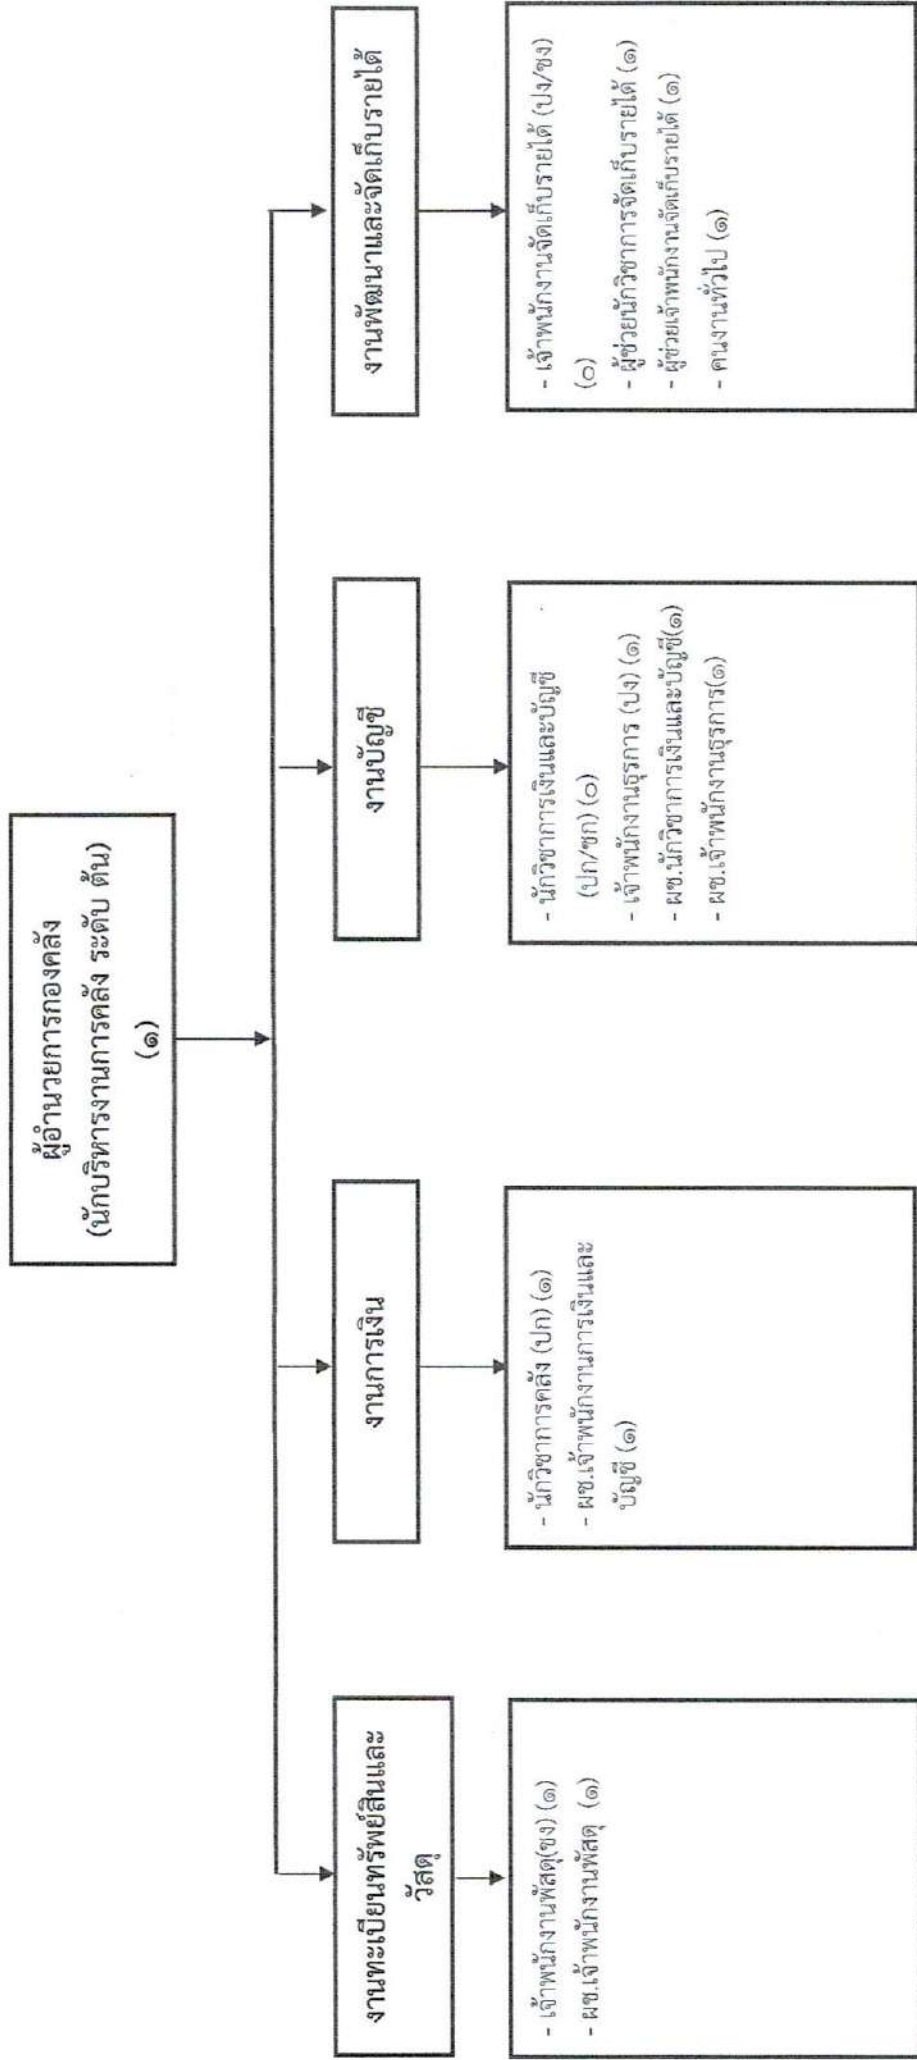 ผู้อำนวยการกองคลัง
(นักบริหารงานการคลัง ระดับ ต้น)
(๑)
งานทะเบียนทรัพย์สินและ
วัสดุ
- เจ้าพนักงานพัสดุ(ชง) (๑)
- ผช.เจ้าพนักงานพัสดุ (๑)
งานการเงิน
- นักวิชาการคลัง (ปก) (๑)
- ผช.เจ้าพนักงานการเงินและ
บัญชี (๑)
งานบัญชี
- นักวิชาการเงินและบัญชี
(ปก/ชก) (๐)
- เจ้าพนักงานธุรการ (ปง) (๑)
- ผช.นักวิชาการเงินและบัญชี(๑)
- ผช.เจ้าพนักงานธุรการ(๑)
งานพัฒนาและจัดเก็บรายได้
- เจ้าพนักงานจัดเก็บรายได้ (ปง/ชง)
(๐)
- ผู้ช่วยนักวิชาการจัดเก็บรายได้ (๑)
- ผู้ช่วยเจ้าพนักงานจัดเก็บรายได้ (๑)
- คนงานทั่วไป (๑)